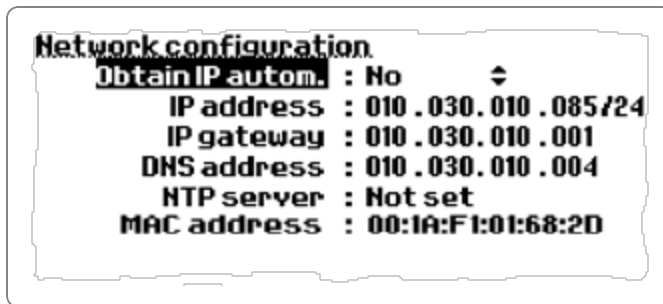 Network configuration
Obtain IP autom. : No
IP address : 010.030.010.085/24
IP gateway : 010.030.010.001
DNS address : 010.030.010.004
NTP server : Not set
MAC address : 00:1A:F1:01:68:2D